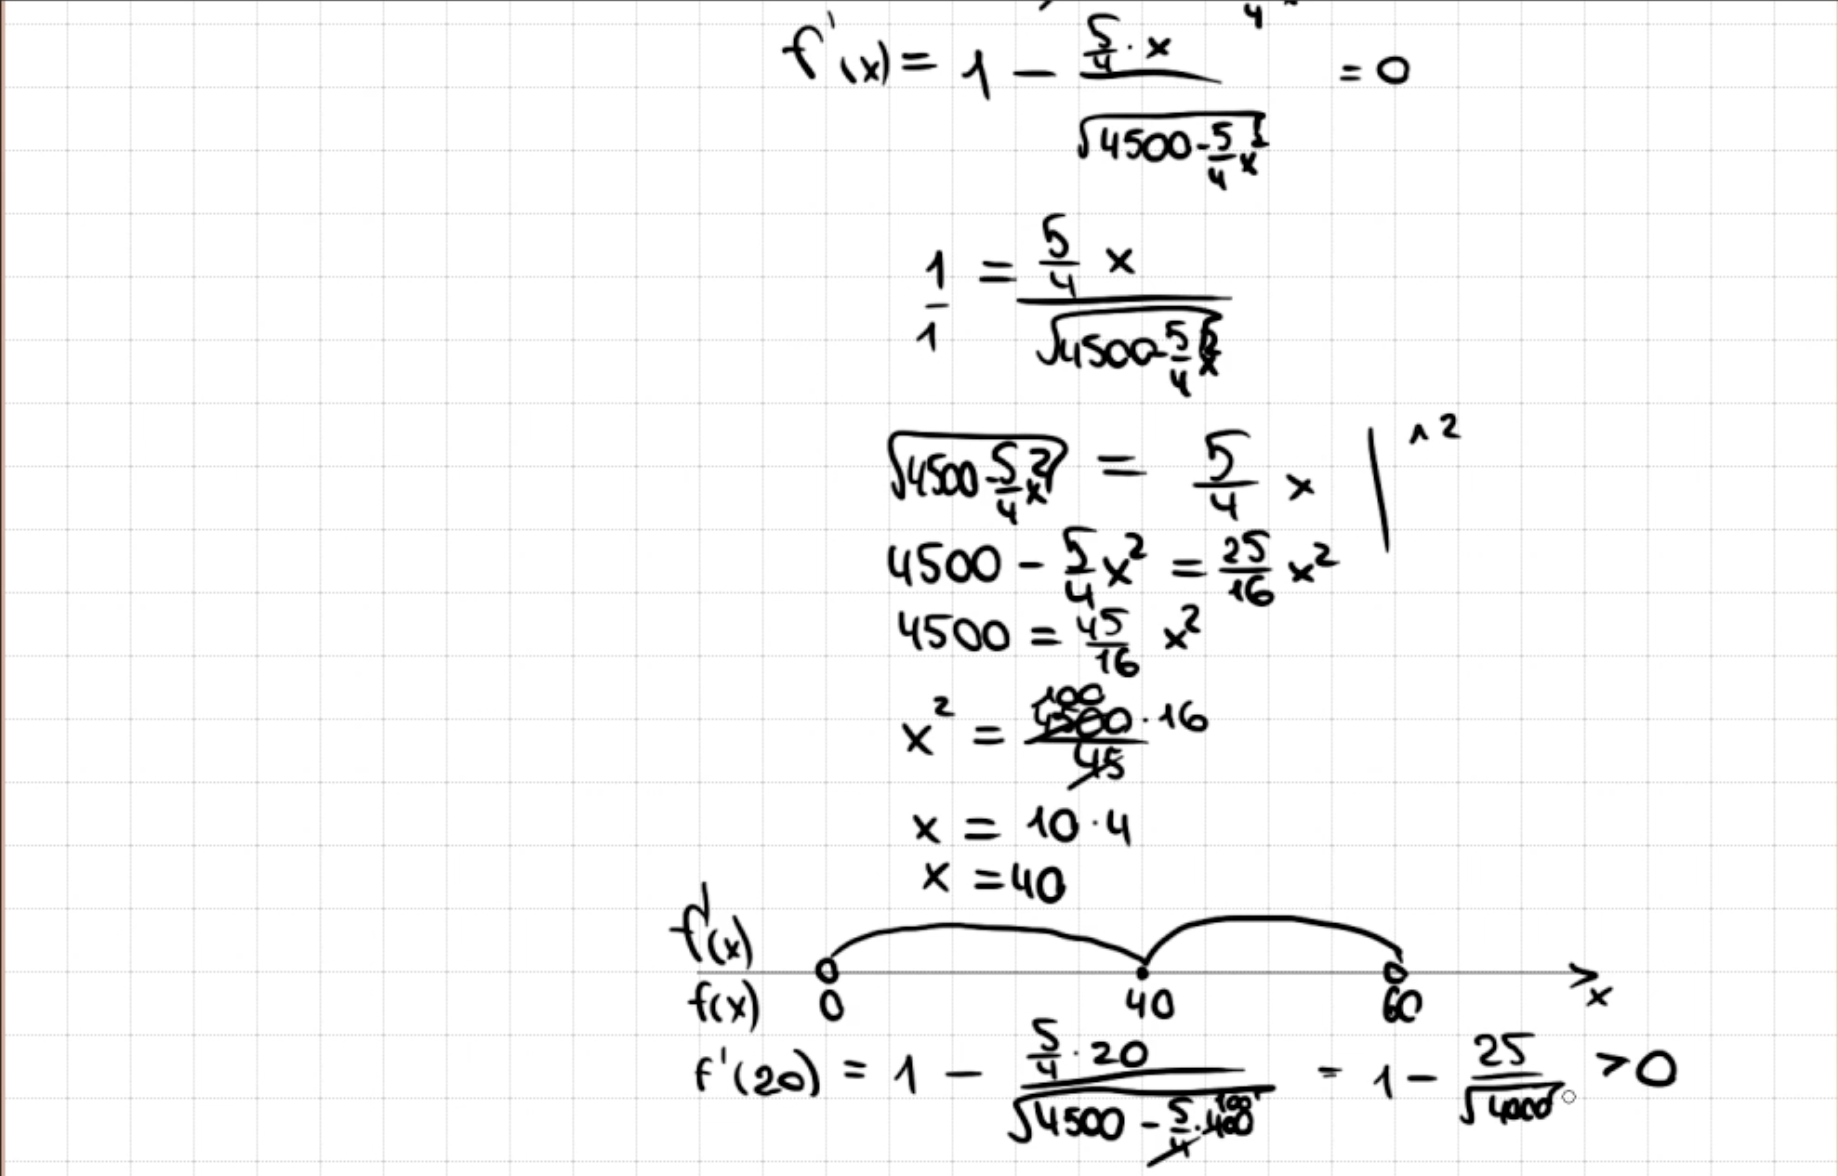 4
f'(x) = 1 - \frac{\frac{5}{4} \cdot x}{\sqrt{4500 - \frac{5}{4}x^2}} = 0
\frac{1}{1} = \frac{\frac{5}{4} x}{\sqrt{4500 - \frac{5}{4}x^2}}
\sqrt{4500 - \frac{5}{4}x^2} = \frac{5}{4} x | ^2
4500 - \frac{5}{4}x^2 = \frac{25}{16} x^2
4500 = \frac{45}{16} x^2
100
x^2 = \frac{4500 \cdot 16}{45}
x = 10 · 4
x = 40
f'(x)
f(x) 0 40 60 x
f'(20) = 1 - \frac{\frac{5}{4} \cdot 20}{\sqrt{4500 - \frac{5}{4} \cdot 400}} = 1 - \frac{25}{\sqrt{4000}} > 0
100